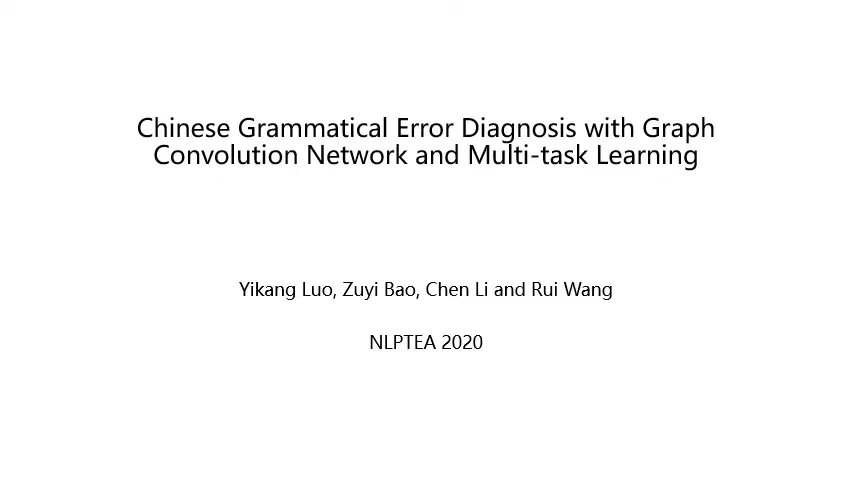 Chinese Grammatical Error Diagnosis with Graph
Convolution Network and Multi-task Learning
Yikang Luo, Zuyi Bao, Chen Li and Rui Wang
NLPTEA 2020